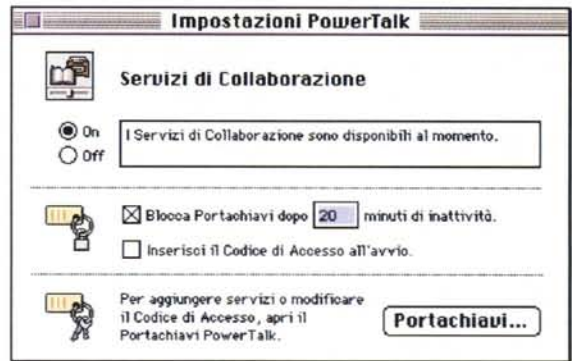 Impostazioni PowerTalk
Servizi di Collaborazione
On
Off
I Servizi di Collaborazione sono disponibili al momento.
Blocca Portachiavi dopo 20 minuti di inattività.
Inserisci il Codice di Accesso all'avvio.
Per aggiungere servizi o modificare
il Codice di Accesso, apri il
Portachiavi PowerTalk.
Portachiavi...